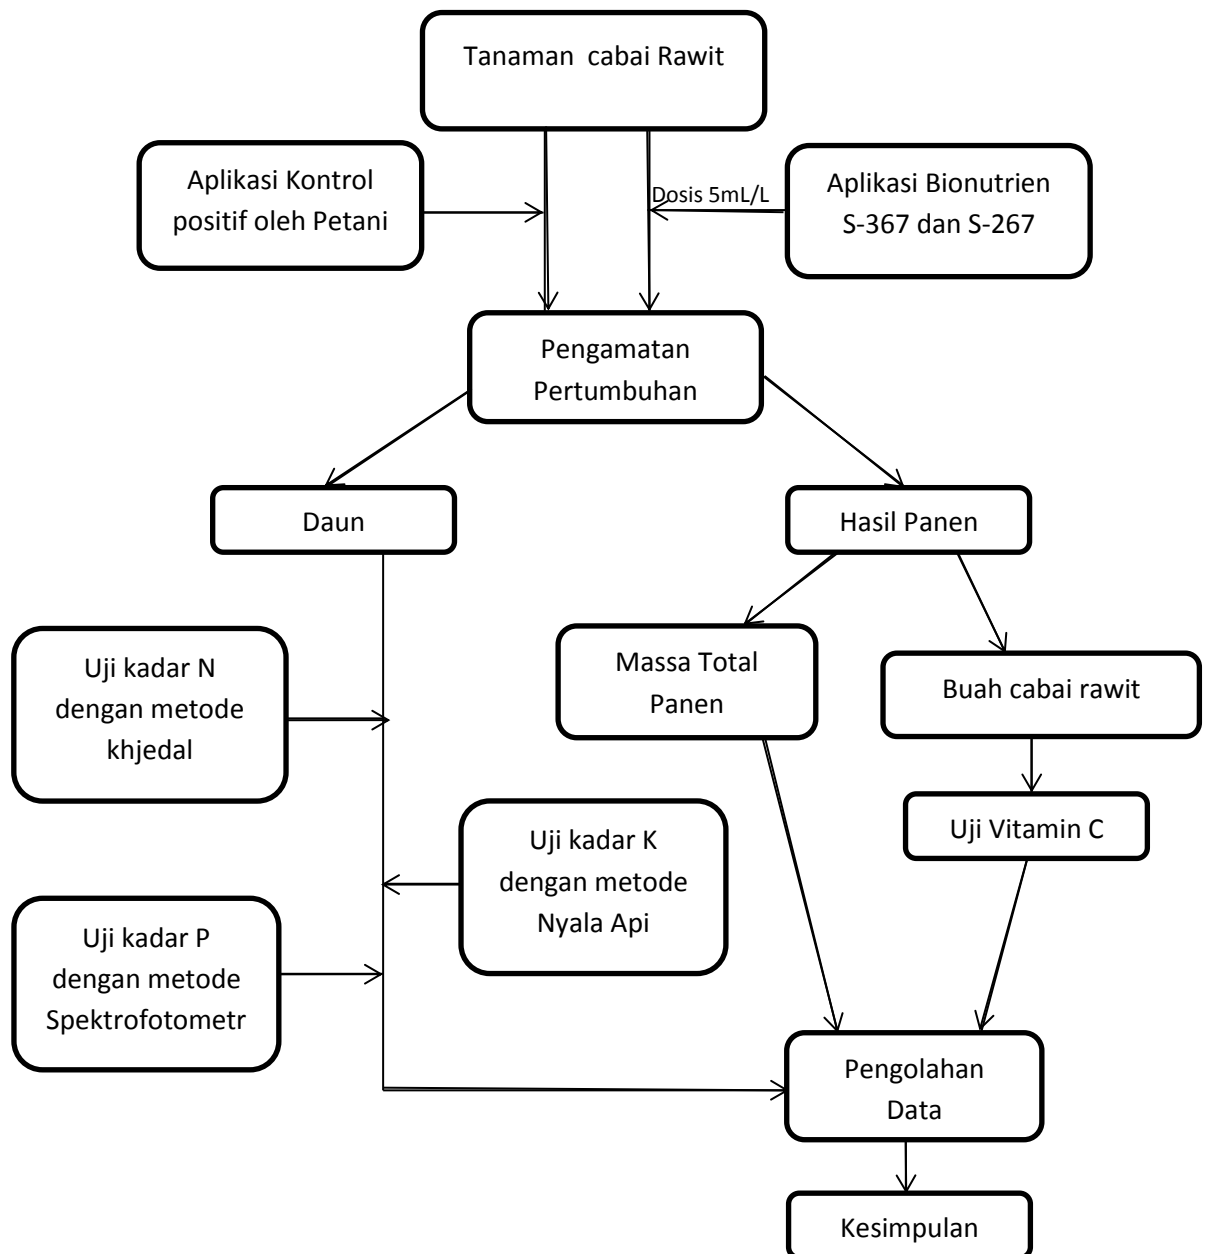 Tanaman cabai Rawit
Aplikasi Kontrol
positif oleh Petani
Dosis 5mL/L
Aplikasi Bionutrien
S-367 dan S-267
Pengamatan
Pertumbuhan
Daun
Hasil Panen
Uji kadar N
dengan metode
khjedal
Massa Total
Panen
Buah cabai rawit
Uji Vitamin C
Uji kadar K
dengan metode
Nyala Api
Uji kadar P
dengan metode
Spektrofotometr
Pengolahan
Data
Kesimpulan